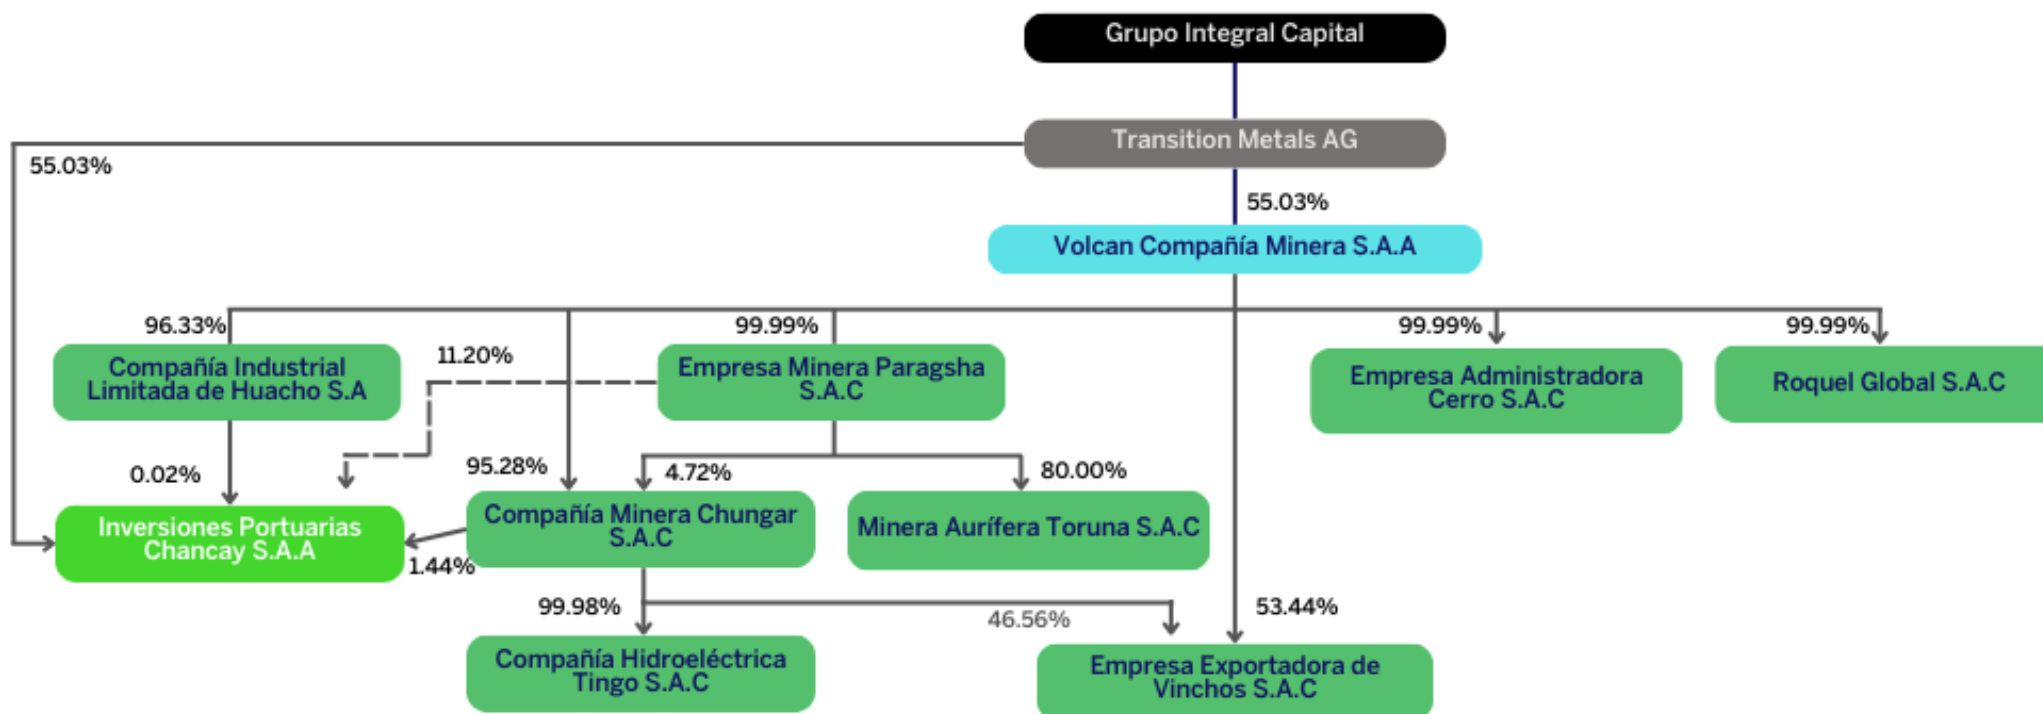 Grupo Integral Capital
Transition Metals AG
55.03%
55.03%
Volcan Compañía Minera S.A.A
96.33%
99.99%
99.99%
99.99%
Compañía Industrial
Limitada de Huacho S.A
11.20%
Empresa Minera Paragsha
S.A.C
Empresa Administradora
Cerro S.A.C
Roquel Global S.A.C
0.02%
95.28%
4.72%
80.00%
Inversiones Portuarias
Chancay S.A.A
1.44%
Compañía Minera Chungar
S.A.C
Minera Aurífera Toruna S.A.C
99.98%
46.56%
53.44%
Compañía Hidroeléctrica
Tingo S.A.C
Empresa Exportadora de
Vinchos S.A.C